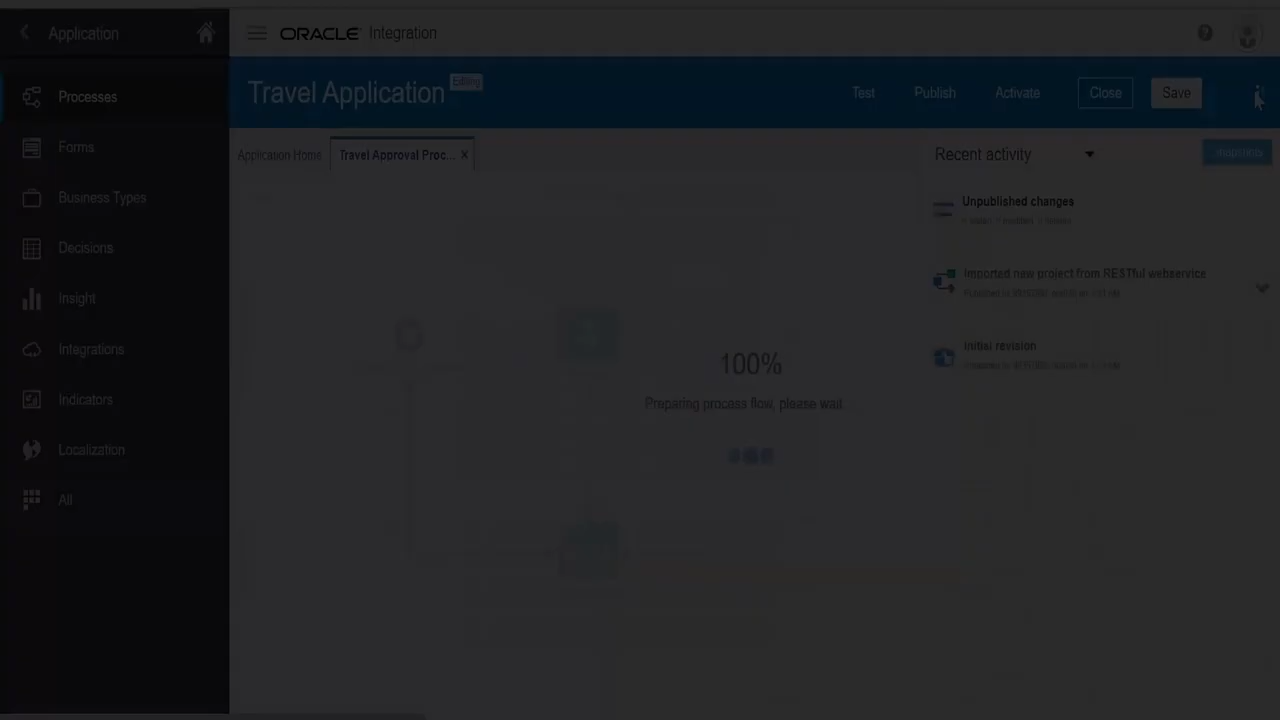 Application
ORACLE Integration
Travel Application Editing
Test Publish Activate Close Save
Processes
Forms
Business Types
Decisions
Insight
Integrations
Indicators
Localization
All
Application Home Travel Approval Proc... x
Recent activity
Unpublished changes
Imported new project from RESTful webservice
Initial revision
100%
Preparing process flow, please wait